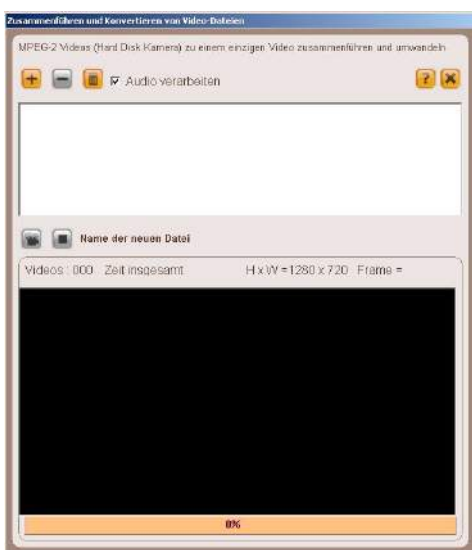 Zusammenführen und Konvertieren von Video-Dateien
MPEG-2 Videos (Hard Disk Kamera) zu einem einzigen Video zusammenführen und umwandeln
+ - ? x
Audio verarbeiten
Name der neuen Datei
Videos : 000 Zeit insgesamt H x W =1280 x 720 Frame =
0%